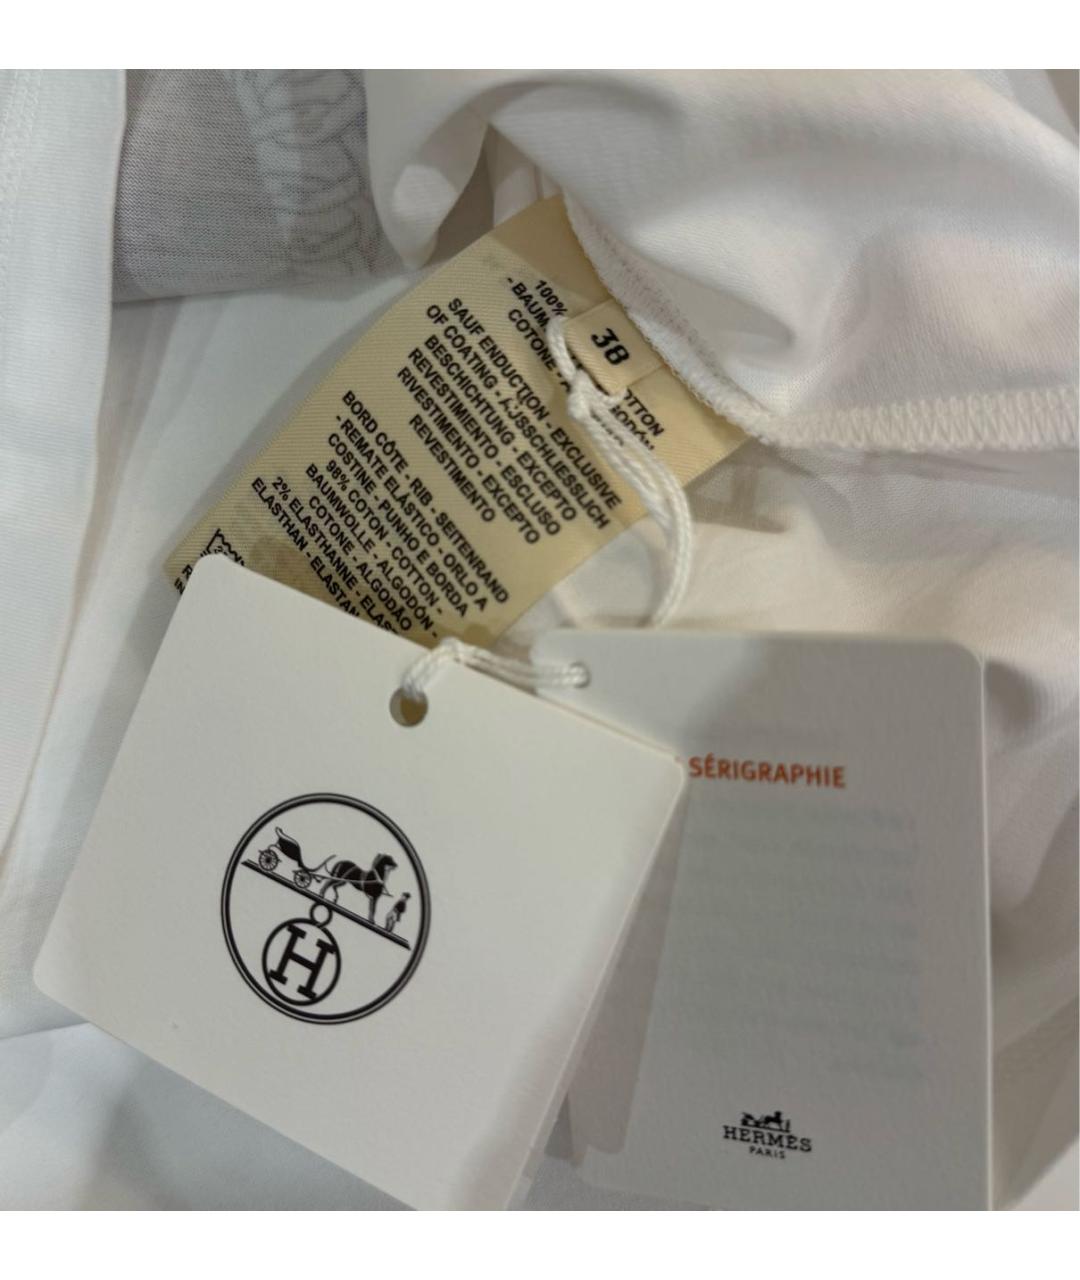 100%
- BAUM
COTONE
OTTON
38
SAUF ENDUCTION - EXCLUSIVE
OF COATING - AUSSCHLIESSLICH
BESCHICHTUNG - EXCEPTO
REVESTIMIENTO - ESCLUSO
RIVESTIMENTO - EXCEPTO
REVESTIMENTO
BORD CÔTE - RIB - SEITENRAND
- REMATE ELÁSTICO - ORLO A
COSTINE - PUNHO E BORDA
98% COTON - COTTON -
BAUMWOLLE - ALGODÓN -
COTONE - ALGODÃO
2% ELASTHANNE - ELAS
ELASTHAN - ELASTAN
H
SÉRIGRAPHIE
HERMÈS
PARIS